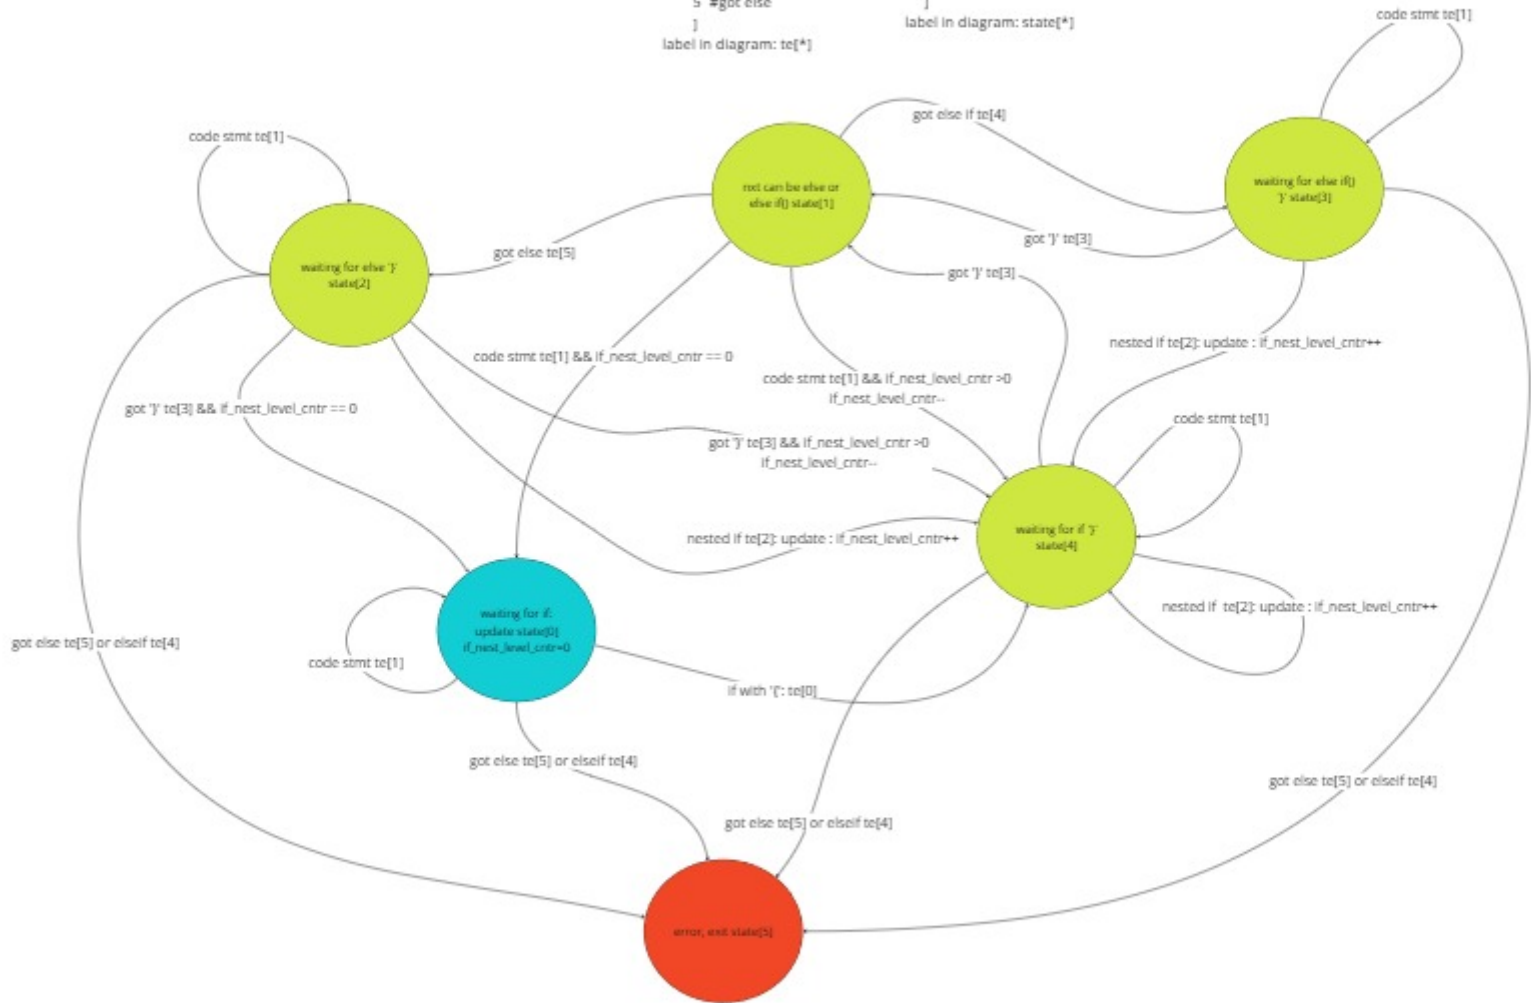 5 #got else
]
]
label in diagram: te[*]
label in diagram: state[*]
code stmt te[1]
code stmt te[1]
got else if te[4]
nxt can be else or
else if() state[1]
waiting for else if()
'}' state[3]
got else te[5]
got '}' te[3]
waiting for else '}'
state[2]
got '}' te[3]
nested if te[2]: update : if_nest_level_cntr++
code stmt te[1] && if_nest_level_cntr == 0
code stmt te[1] && if_nest_level_cntr >0
if_nest_level_cntr--
got '}' te[3] && if_nest_level_cntr == 0
code stmt te[1]
got '}' te[3] && if_nest_level_cntr >0
if_nest_level_cntr--
nested if te[2]: update : if_nest_level_cntr++
waiting for if '}'
state[4]
nested if te[2]: update : if_nest_level_cntr++
waiting for if:
update state[0]
if_nest_level_cntr=0
got else te[5] or elseif te[4]
code stmt te[1]
if with '{': te[0]
got else te[5] or elseif te[4]
got else te[5] or elseif te[4]
got else te[5] or elseif te[4]
error, exit state[5]